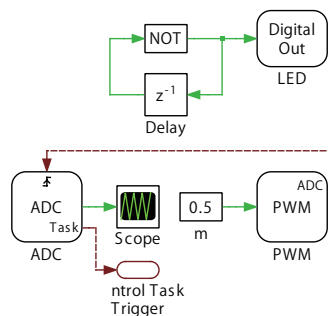 NOT
Digital
Out
LED
z-1
Delay
ADC
ADC
Task
PWM
ADC
Scope
0.5
m
PWM
ntrol Task
Trigger